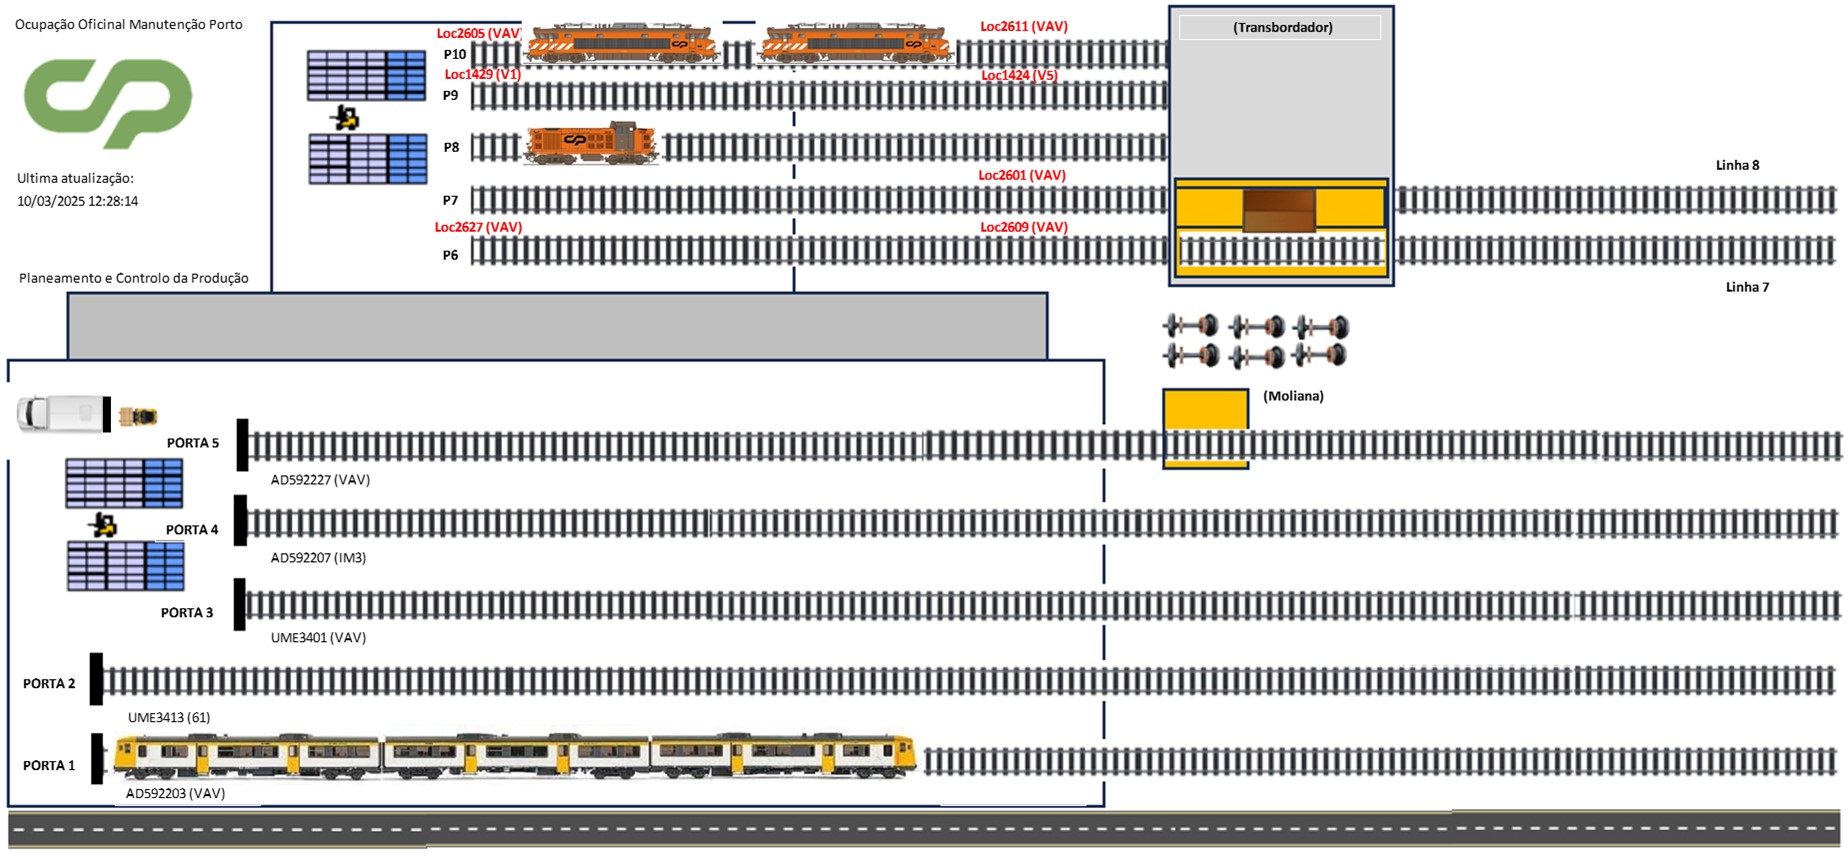 Ocupação Oficinal Manutenção Porto
Ultima atualização:
10/03/2025 12:28:14
Planeamento e Controlo da Produção
Loc2605 (VAV)
Loc2611 (VAV)
P10
Loc1429 (V1)
Loc1424 (V5)
P9
P8
Loc2601 (VAV)
P7
Loc2627 (VAV)
Loc2609 (VAV)
P6
(Transbordador)
Linha 8
Linha 7
(Moliana)
PORTA 5
AD592227 (VAV)
PORTA 4
AD592207 (IM3)
PORTA 3
UME3401 (VAV)
PORTA 2
UME3413 (61)
PORTA 1
AD592203 (VAV)